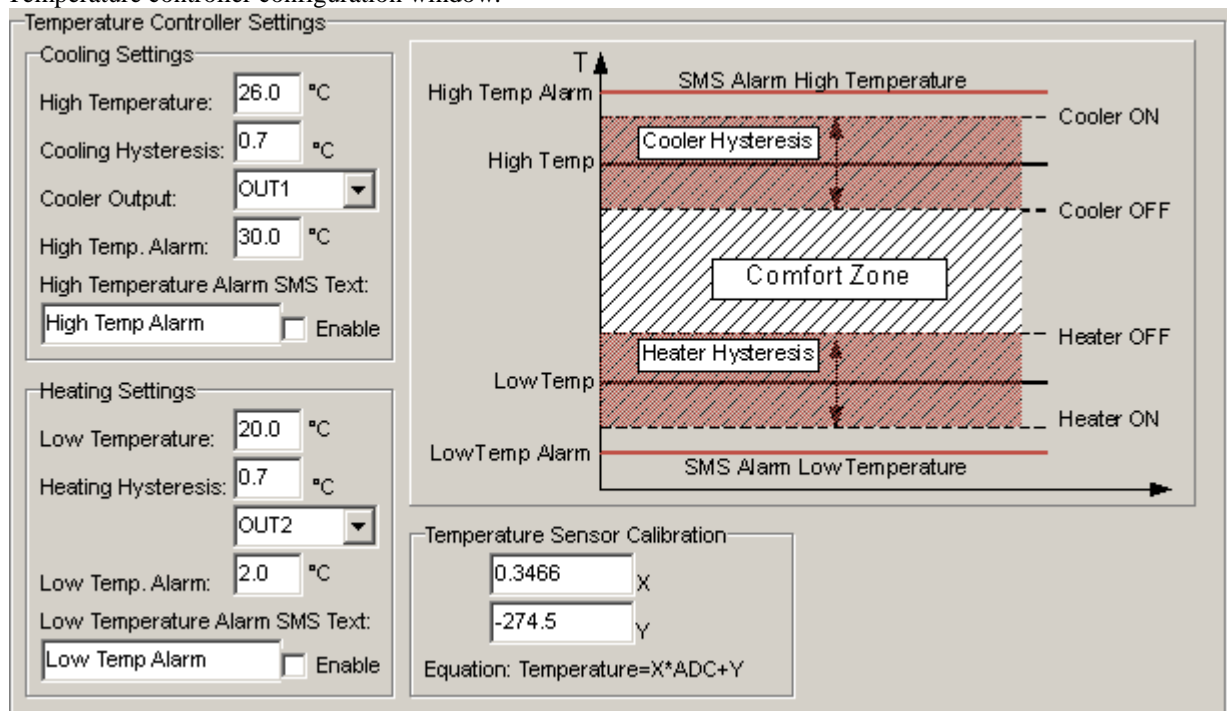 Temperature controller configuration window.
Temperature Controller Settings
Cooling Settings
High Temperature: 26.0 °C
Cooling Hysteresis: 0.7 °C
Cooler Output: OUT1
High Temp. Alarm: 30.0 °C
High Temperature Alarm SMS Text:
High Temp Alarm Enable
Heating Settings
Low Temperature: 20.0 °C
Heating Hysteresis: 0.7 °C
OUT2
Low Temp. Alarm: 2.0 °C
Low Temperature Alarm SMS Text:
Low Temp Alarm Enable
T
High Temp Alarm SMS Alarm High Temperature
Cooler ON
Cooler Hysteresis
High Temp
Cooler OFF
Comfort Zone
Heater OFF
Heater Hysteresis
Low Temp
Heater ON
Low Temp Alarm SMS Alarm Low Temperature
Temperature Sensor Calibration
0.3466 X
-274.5 Y
Equation: Temperature=X*ADC+Y